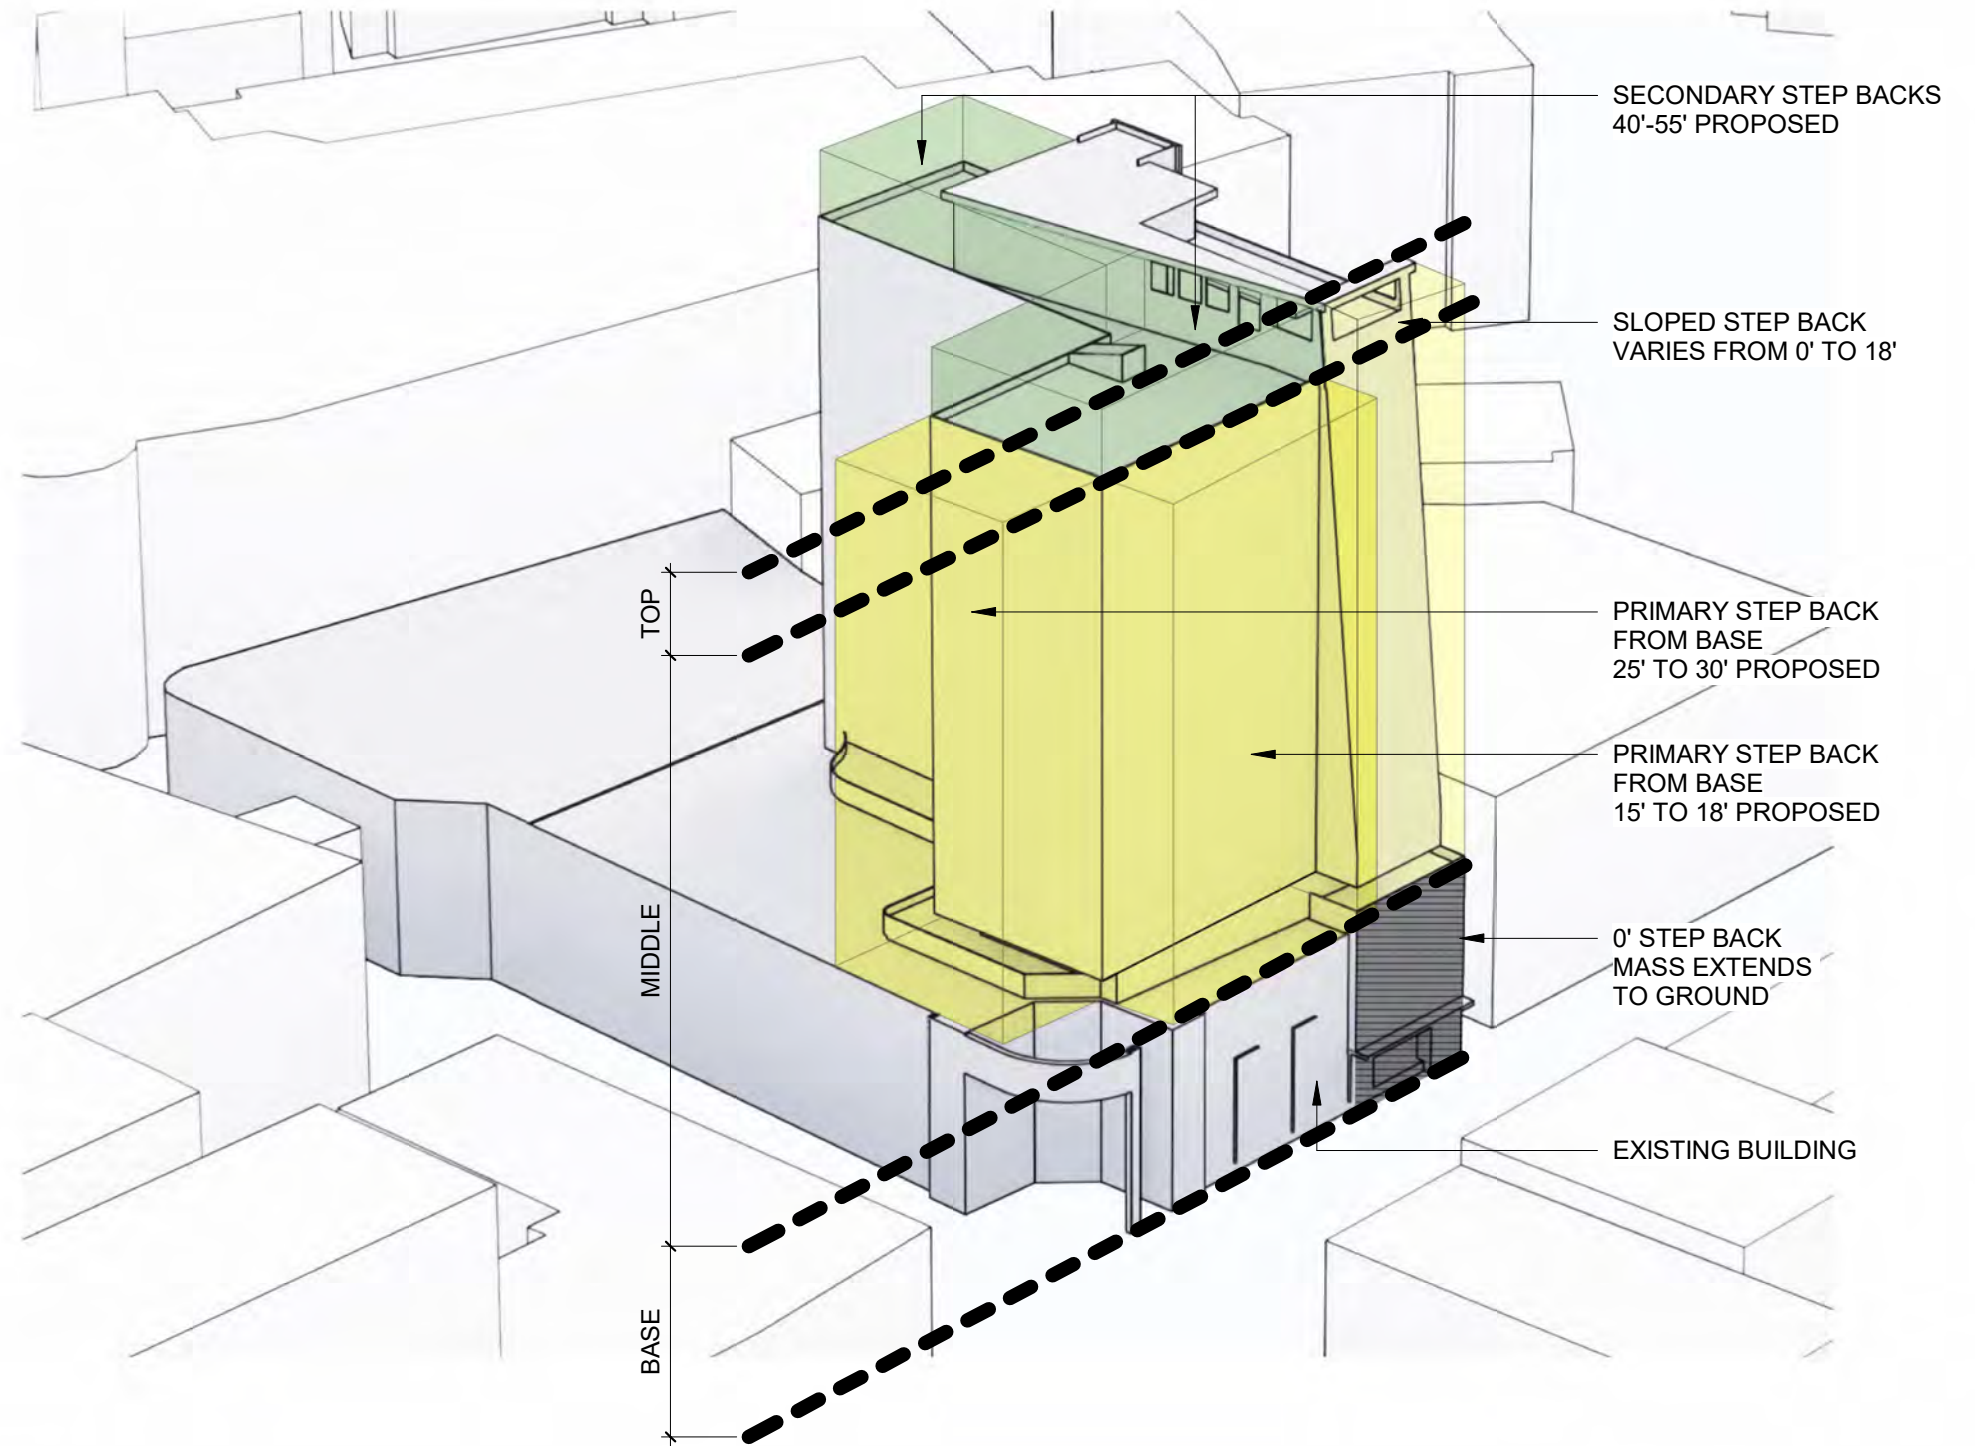 SECONDARY STEP BACKS
40'-55' PROPOSED
SLOPED STEP BACK
VARIES FROM 0' TO 18'
TOP
PRIMARY STEP BACK
FROM BASE
25' TO 30' PROPOSED
PRIMARY STEP BACK
FROM BASE
15' TO 18' PROPOSED
MIDDLE
0' STEP BACK
MASS EXTENDS
TO GROUND
EXISTING BUILDING
BASE